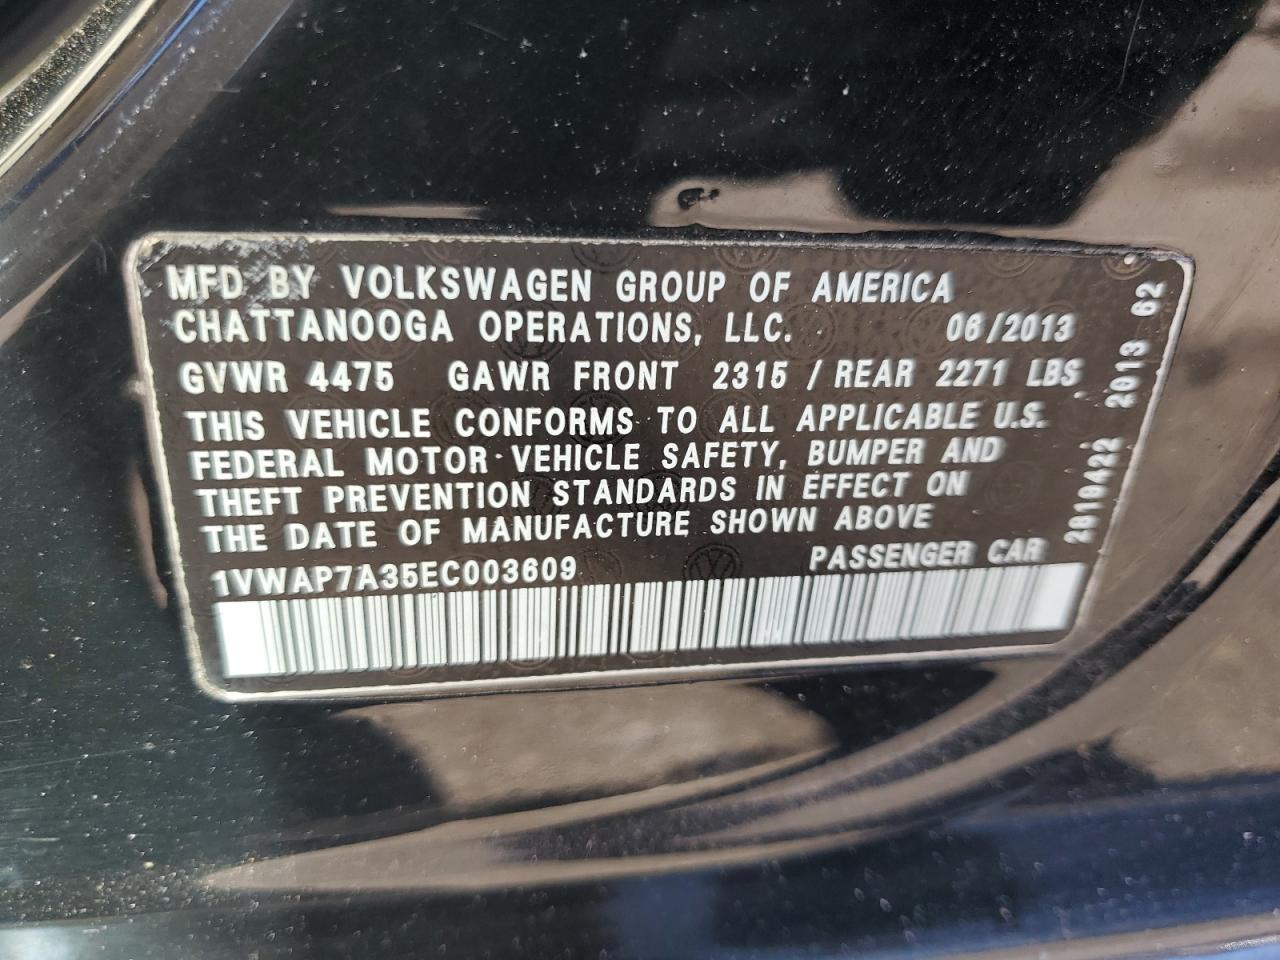 MFD BY VOLKSWAGEN GROUP OF AMERICA
CHATTANOOGA OPERATIONS, LLC. 06/2013
GVWR 4475 GAWR FRONT 2315 / REAR 2271 LBS
THIS VEHICLE CONFORMS TO ALL APPLICABLE U.S.
FEDERAL MOTOR VEHICLE SAFETY, BUMPER AND
THEFT PREVENTION STANDARDS IN EFFECT ON
THE DATE OF MANUFACTURE SHOWN ABOVE
1VWAP7A35EC003609 PASSENGER CAR
2819422 2013 62